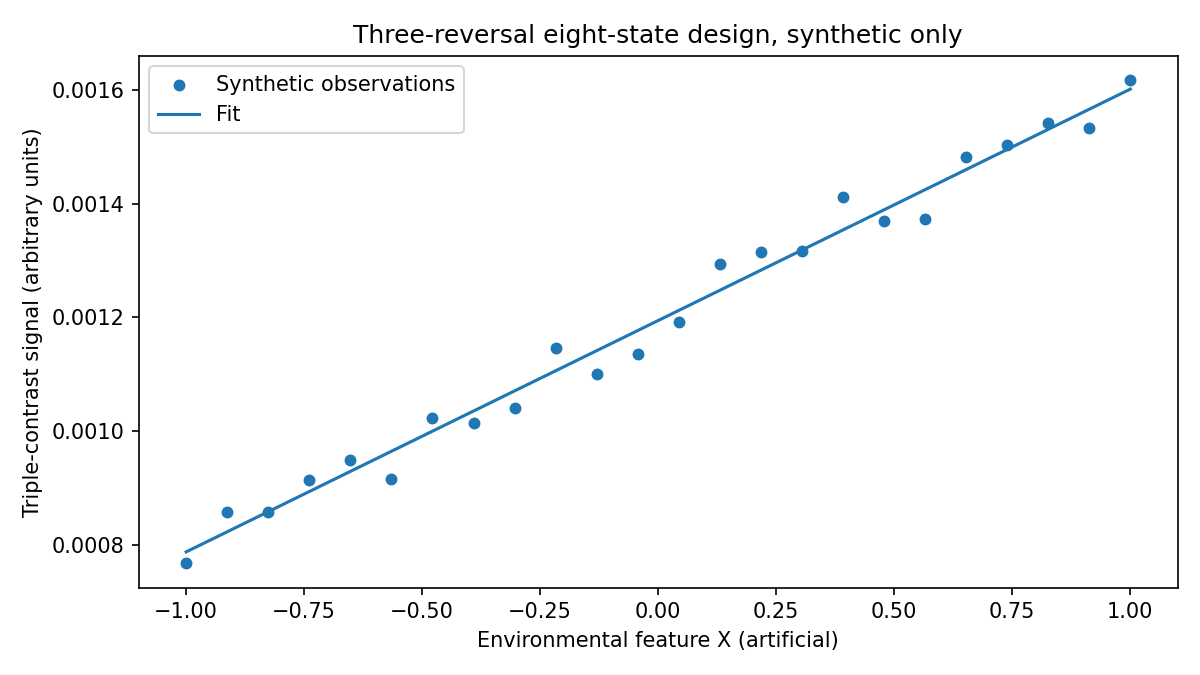 Three-reversal eight-state design, synthetic only
Synthetic observations
Fit
Triple-contrast signal (arbitrary units)
0.0016
0.0014
0.0012
0.0010
0.0008
−1.00 −0.75 −0.50 −0.25 0.00 0.25 0.50 0.75 1.00
Environmental feature X (artificial)